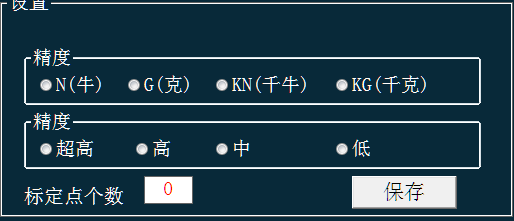 设置
精度
N(牛) G(克) KN(千牛) KG(千克)
精度
超高 高 中 低
标定点个数 0 保存